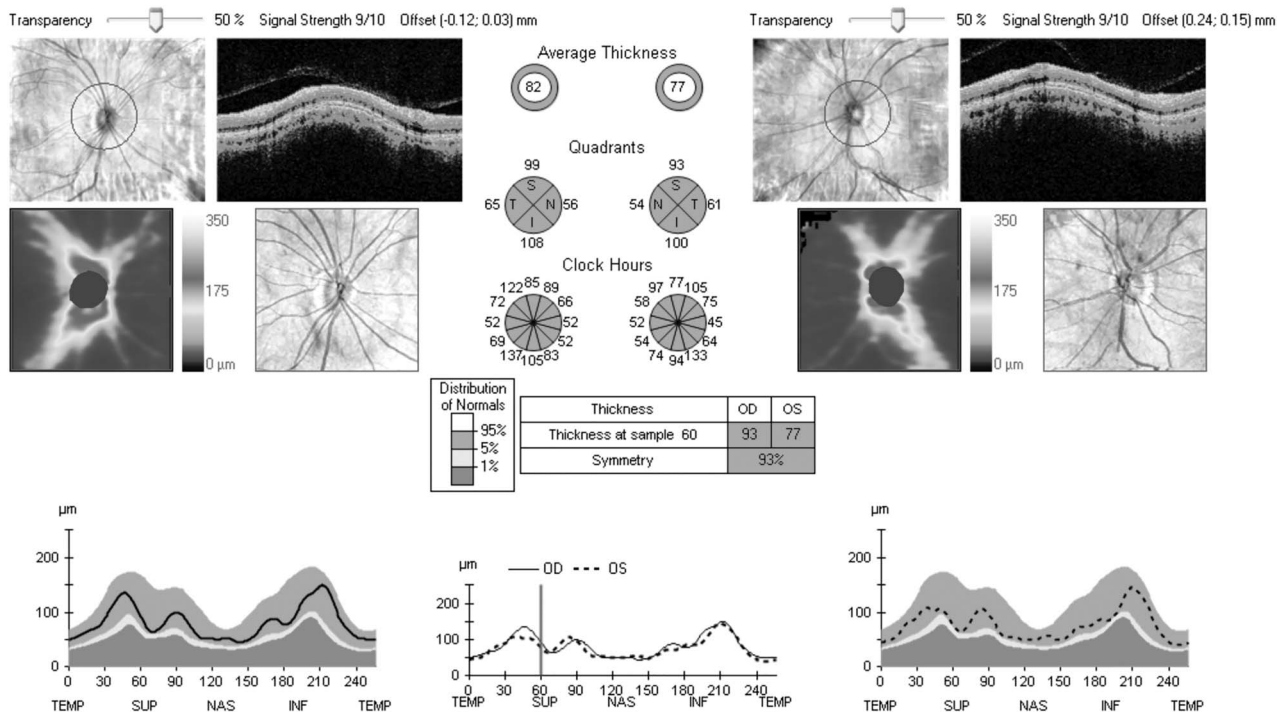 Transparency 50 % Signal Strength 9/10 Offset (-0.12; 0.03) mm
Transparency 50 % Signal Strength 9/10 Offset (0.24; 0.15) mm
Average Thickness
82 77
Quadrants
99
S
65 T N 56
I
108
93
S
54 N T 61
I
100
350
175
0 µm
350
175
0 µm
Clock Hours
122 85 89
72 66
52 52
69 52
137 105 83
97 77 105
58 75
52 45
54 64
74 94 133
Distribution
of Normals
95%
5%
1%
Thickness OD OS
Thickness at sample 60 93 77
Symmetry 93%
µm
200
100
0
0 30 60 90 120 150 180 210 240
TEMP SUP NAS INF TEMP
µm OD OS
200
100
0
0 30 60 90 120 150 180 210 240
TEMP SUP NAS INF TEMP
µm
200
100
0
0 30 60 90 120 150 180 210 240
TEMP SUP NAS INF TEMP